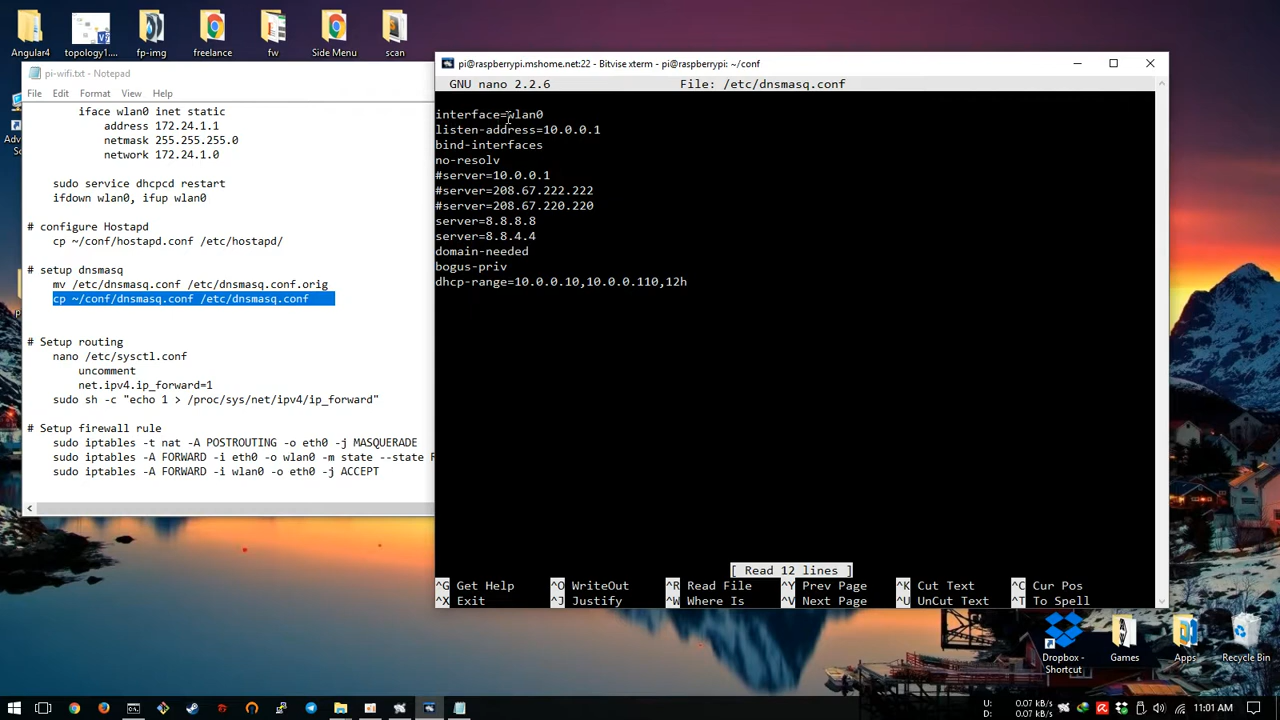 Angular4
topology1....
fp-img
freelance
fw
Side Menu
scan
pi-wifi.txt - Notepad
File Edit Format View Help
iface wlan0 inet static
address 172.24.1.1
netmask 255.255.255.0
network 172.24.1.0
sudo service dhcpcd restart
ifdown wlan0, ifup wlan0
# configure Hostapd
cp ~/conf/hostapd.conf /etc/hostapd/
# setup dnsmasq
mv /etc/dnsmasq.conf /etc/dnsmasq.conf.orig
cp ~/conf/dnsmasq.conf /etc/dnsmasq.conf
# Setup routing
nano /etc/sysctl.conf
uncomment
net.ipv4.ip_forward=1
sudo sh -c "echo 1 > /proc/sys/net/ipv4/ip_forward"
# Setup firewall rule
sudo iptables -t nat -A POSTROUTING -o eth0 -j MASQUERADE
sudo iptables -A FORWARD -i eth0 -o wlan0 -m state --state R
sudo iptables -A FORWARD -i wlan0 -o eth0 -j ACCEPT
pi@raspberrypi.mshome.net:22 - Bitvise xterm - pi@raspberrypi: ~/conf
GNU nano 2.2.6 File: /etc/dnsmasq.conf
interface=wlan0
listen-address=10.0.0.1
bind-interfaces
no-resolv
#server=10.0.0.1
#server=208.67.222.222
#server=208.67.220.220
server=8.8.8.8
server=8.8.4.4
domain-needed
bogus-priv
dhcp-range=10.0.0.10,10.0.0.110,12h
[ Read 12 lines ]
^G Get Help ^O WriteOut ^R Read File ^Y Prev Page ^K Cut Text ^C Cur Pos
^X Exit ^J Justify ^W Where Is ^V Next Page ^U UnCut Text ^T To Spell
Dropbox - Shortcut
Games
Apps
Recycle Bin
U: 0.07 kB/s
D: 0.07 kB/s
11:01 AM